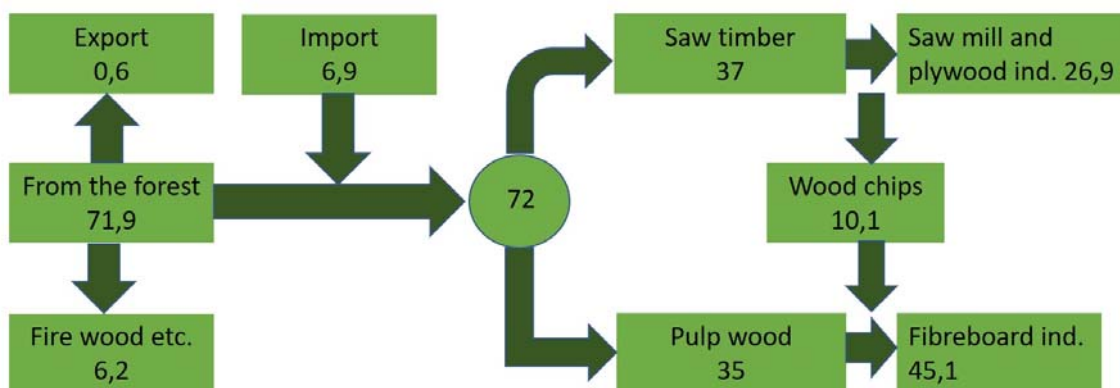 Export
0,6
Import
6,9
Saw timber
37
Saw mill and
plywood ind. 26,9
From the forest
71,9
72
Wood chips
10,1
Fire wood etc.
6,2
Pulp wood
35
Fibreboard ind.
45,1